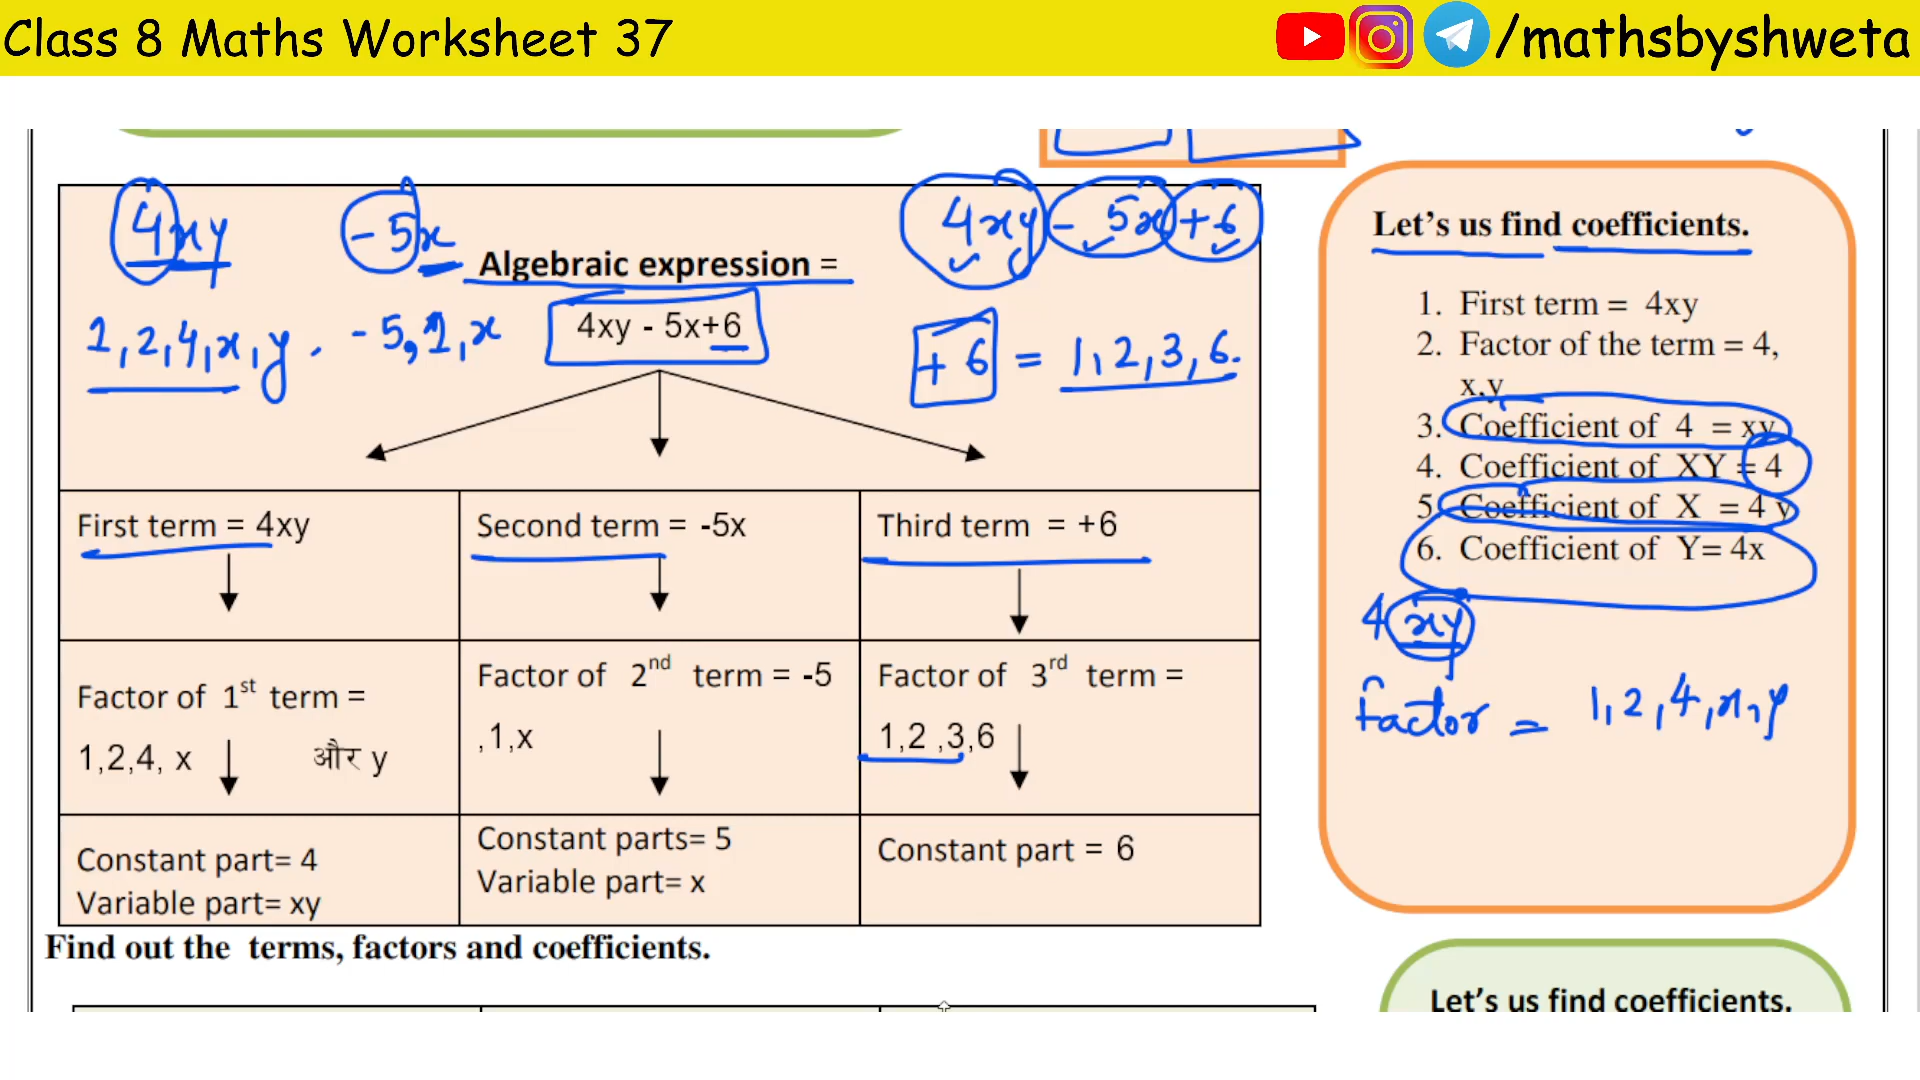 Class 8 Maths Worksheet 37
/mathsbyshweta
4xy
-5x
4xy - 5x + 6
Algebraic expression =
4xy - 5x+6
1,2,4,x,y.
-5,1,x
+6 = 1,2,3,6.
First term = 4xy
Second term = -5x
Third term = +6
Factor of 1st term =
1,2,4, x और y
Factor of 2nd term = -5
,1,x
Factor of 3rd term =
1,2 ,3,6
Constant part= 4
Variable part= xy
Constant parts= 5
Variable part= x
Constant part = 6
Find out the terms, factors and coefficients.
Let's us find coefficients.
1. First term = 4xy
2. Factor of the term = 4,
x,y
3. Coefficient of 4 = xy
4. Coefficient of XY = 4
5. Coefficient of X = 4 y
6. Coefficient of Y= 4x
4xy
factor = 1,2,4,x,y
Let's us find coefficients.